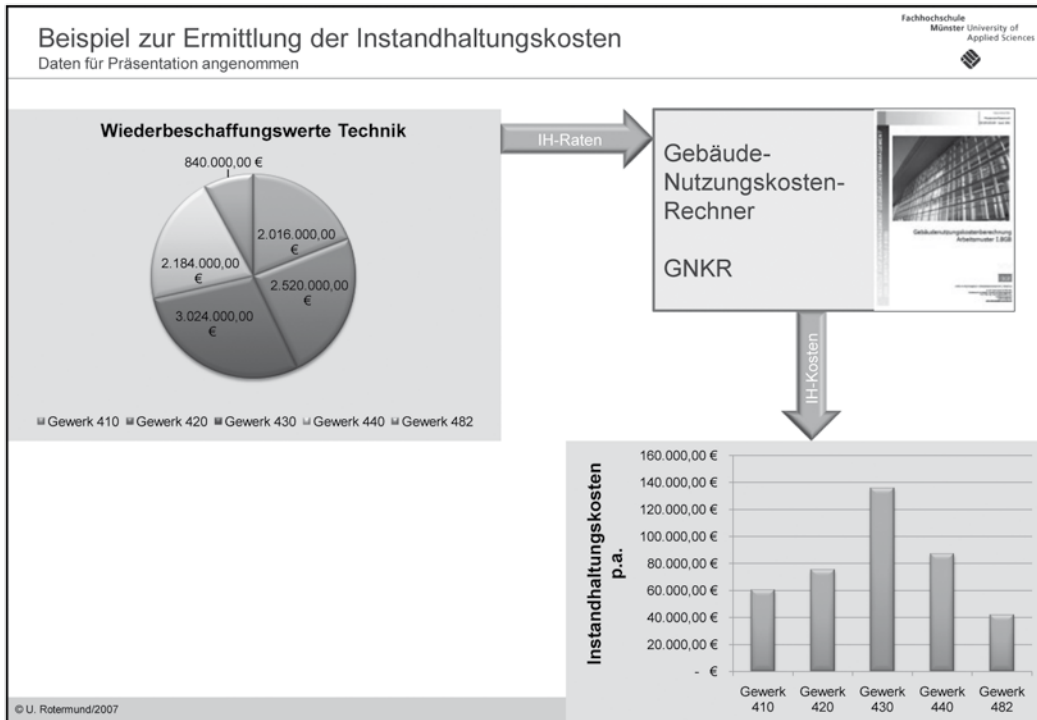 Beispiel zur Ermittlung der Instandhaltungskosten
Daten für Präsentation angenommen
Fachhochschule
Münster University of
Applied Sciences
Wiederbeschaffungswerte Technik
840.000,00 €
2.016.000,00
€
2.520.000,00
€
3.024.000,00
€
2.184.000,00
€
Gewerk 410 Gewerk 420 Gewerk 430 Gewerk 440 Gewerk 482
IH-Raten
Gebäude-
Nutzungskosten-
Rechner
GNKR
Gebäudenutzungskostenberechnung
IH-Kosten
Instandhaltungskosten
p.a.
160.000,00 €
140.000,00 €
120.000,00 €
100.000,00 €
80.000,00 €
60.000,00 €
40.000,00 €
20.000,00 €
- €
Gewerk 410
Gewerk 420
Gewerk 430
Gewerk 440
Gewerk 482
© U. Rotermund/2007